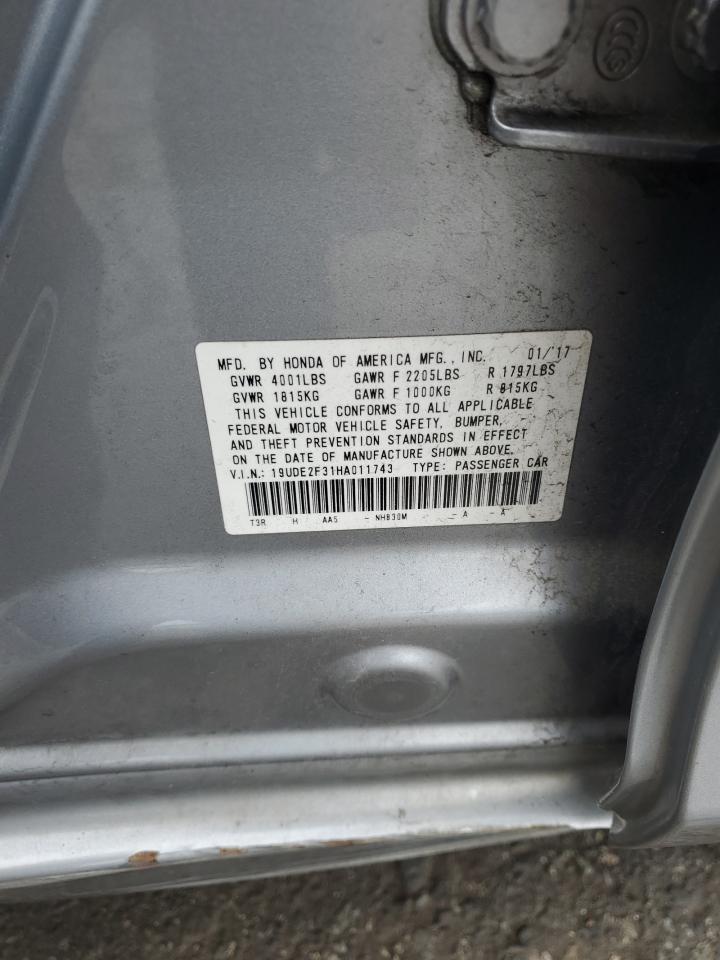 MFD. BY HONDA OF AMERICA MFG., INC. 01/'17
GVWR 4001LBS GAWR F 2205LBS R 1797LBS
GVWR 1815KG GAWR F 1000KG R 815KG
THIS VEHICLE CONFORMS TO ALL APPLICABLE
FEDERAL MOTOR VEHICLE SAFETY, BUMPER,
AND THEFT PREVENTION STANDARDS IN EFFECT
ON THE DATE OF MANUFACTURE SHOWN ABOVE.
V.I.N.: 19UDE2F31HA011743 TYPE: PASSENGER CAR
T3R H AA5 - NH830M - A - A